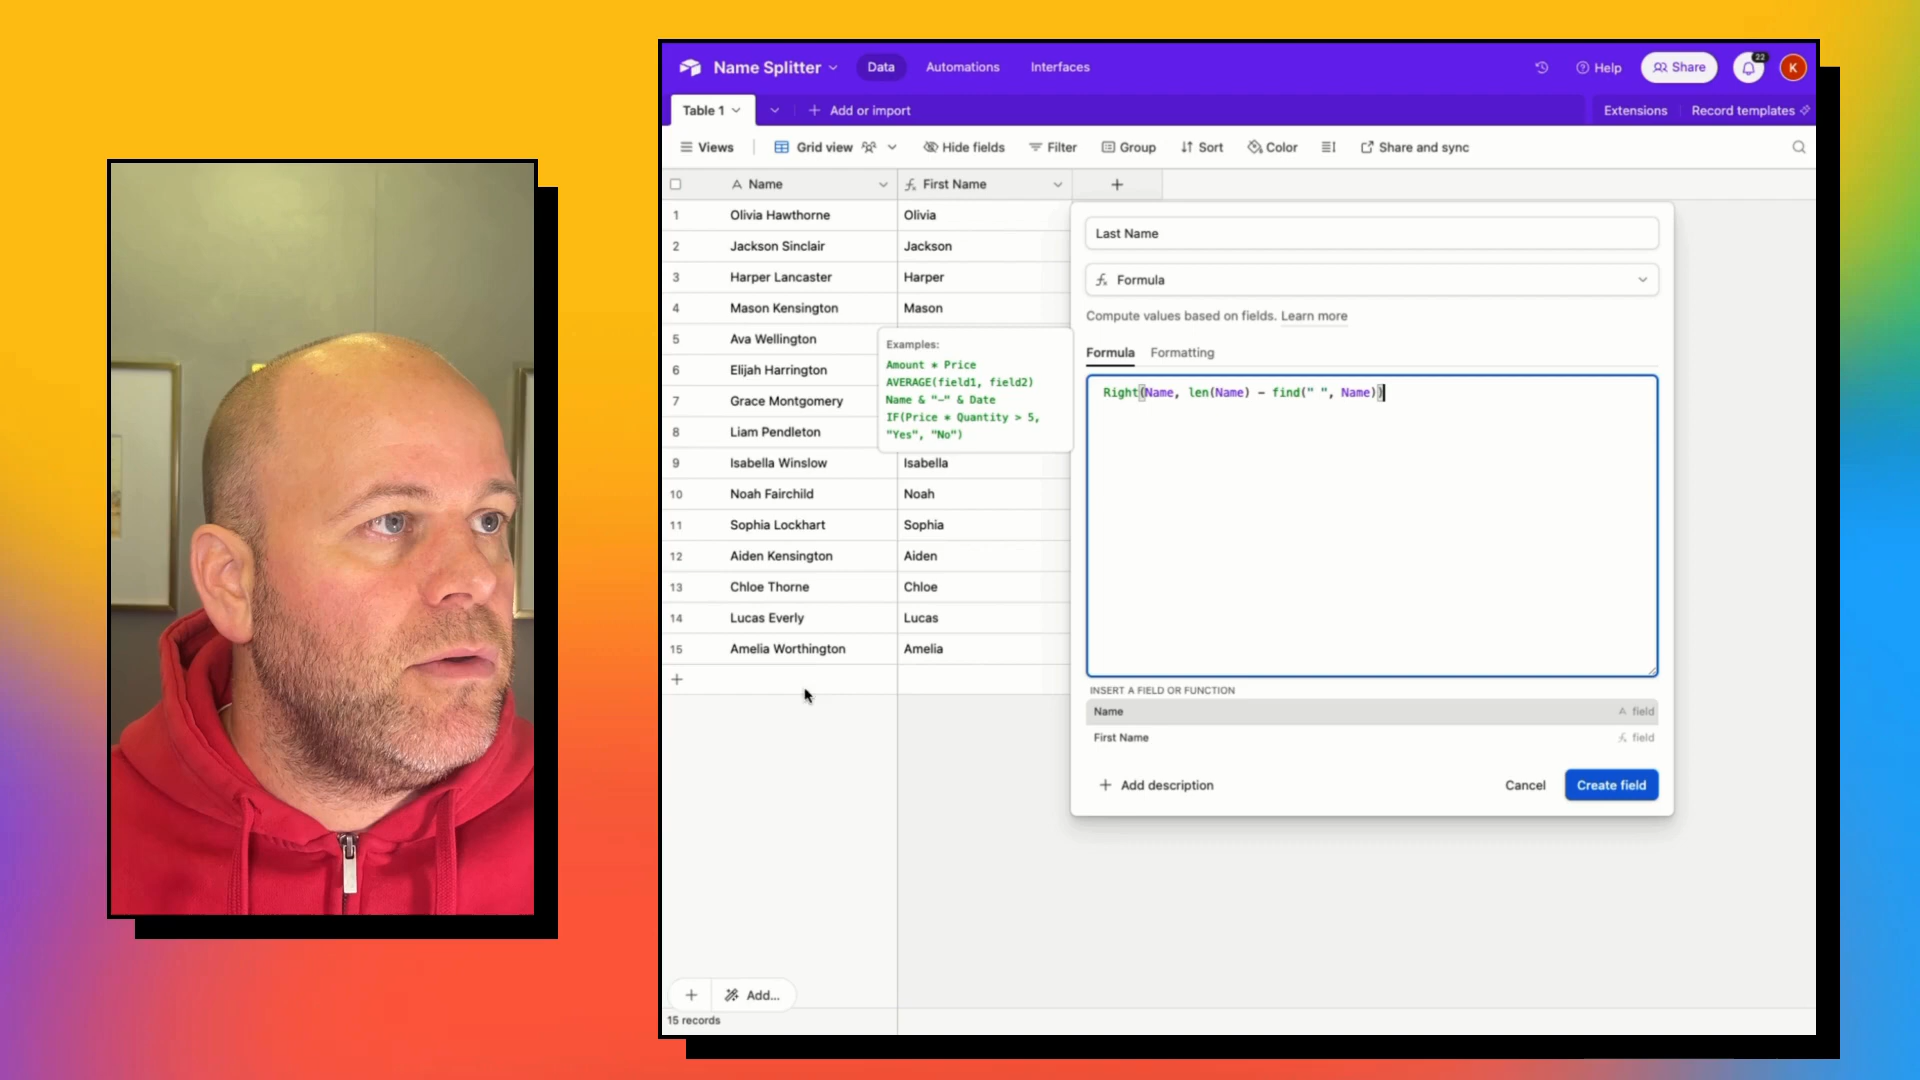 Name Splitter
Data
Automations
Interfaces
Help
Share
22
K
Table 1
Add or import
Extensions
Record templates
Views
Grid view
Hide fields
Filter
Group
Sort
Color
Share and sync
Name
First Name
1 Olivia Hawthorne Olivia
2 Jackson Sinclair Jackson
3 Harper Lancaster Harper
4 Mason Kensington Mason
5 Ava Wellington
6 Elijah Harrington
7 Grace Montgomery
8 Liam Pendleton
9 Isabella Winslow Isabella
10 Noah Fairchild Noah
11 Sophia Lockhart Sophia
12 Aiden Kensington Aiden
13 Chloe Thorne Chloe
14 Lucas Everly Lucas
15 Amelia Worthington Amelia
Examples:
Amount * Price
AVERAGE(field1, field2)
Name & "-" & Date
IF(Price * Quantity > 5,
"Yes", "No")
Last Name
Formula
Compute values based on fields. Learn more
Formula
Formatting
Right(Name, len(Name) - find(" ", Name))
INSERT A FIELD OR FUNCTION
Name field
First Name field
Add description
Cancel
Create field
Add...
15 records